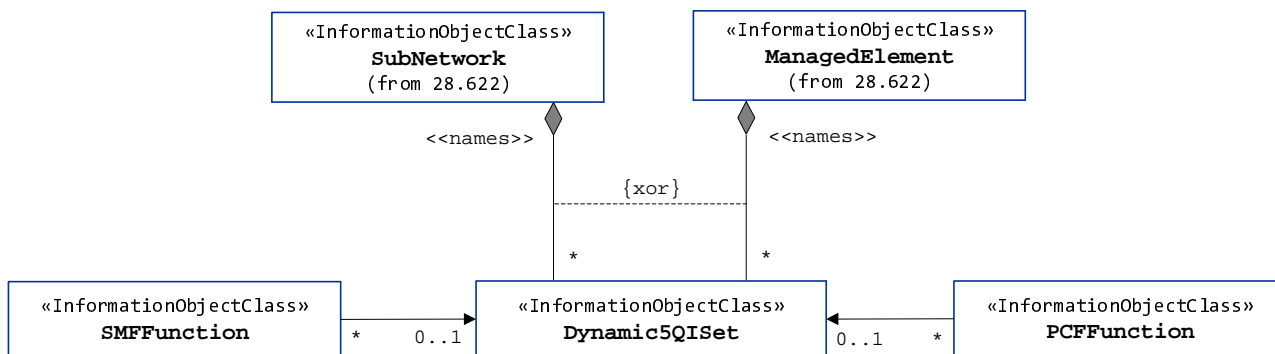 «InformationObjectClass»
SubNetwork
(from 28.622)
«InformationObjectClass»
ManagedElement
(from 28.622)
<<names>>
<<names>>
{xor}
*
*
«InformationObjectClass»
SMFFunction
*
0..1
«InformationObjectClass»
Dynamic5QISet
0..1
*
«InformationObjectClass»
PCFFunction